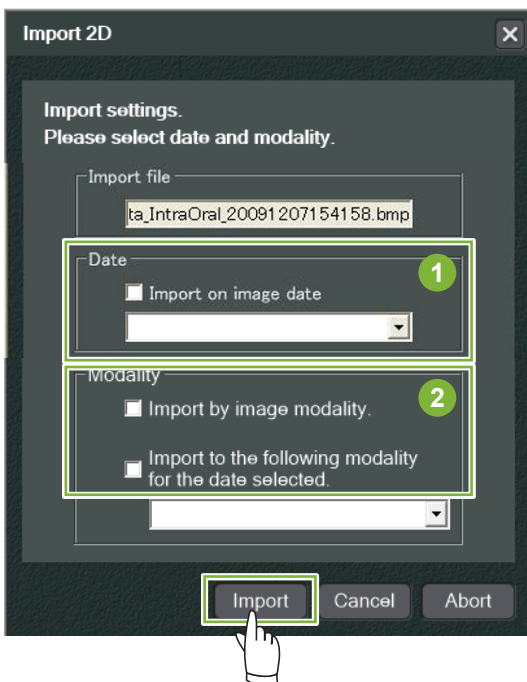 Import 2D
Import settings.
Please select date and modality.
Import file
ta_IntraOral_20091207154158.bmp
Date
1
Import on image date
Modality
2
Import by image modality.
Import to the following modality
for the date selected.
Import Cancel Abort